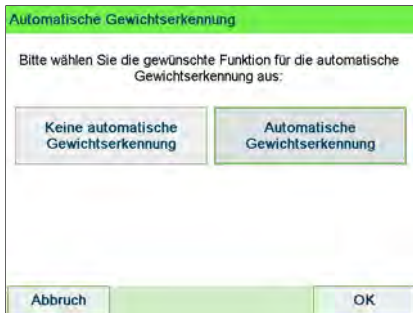 Automatische Gewichtserkennung
Bitte wählen Sie die gewünschte Funktion für die automatische
Gewichtserkennung aus:
Keine automatische
Gewichtserkennung
Automatische
Gewichtserkennung
Abbruch
OK